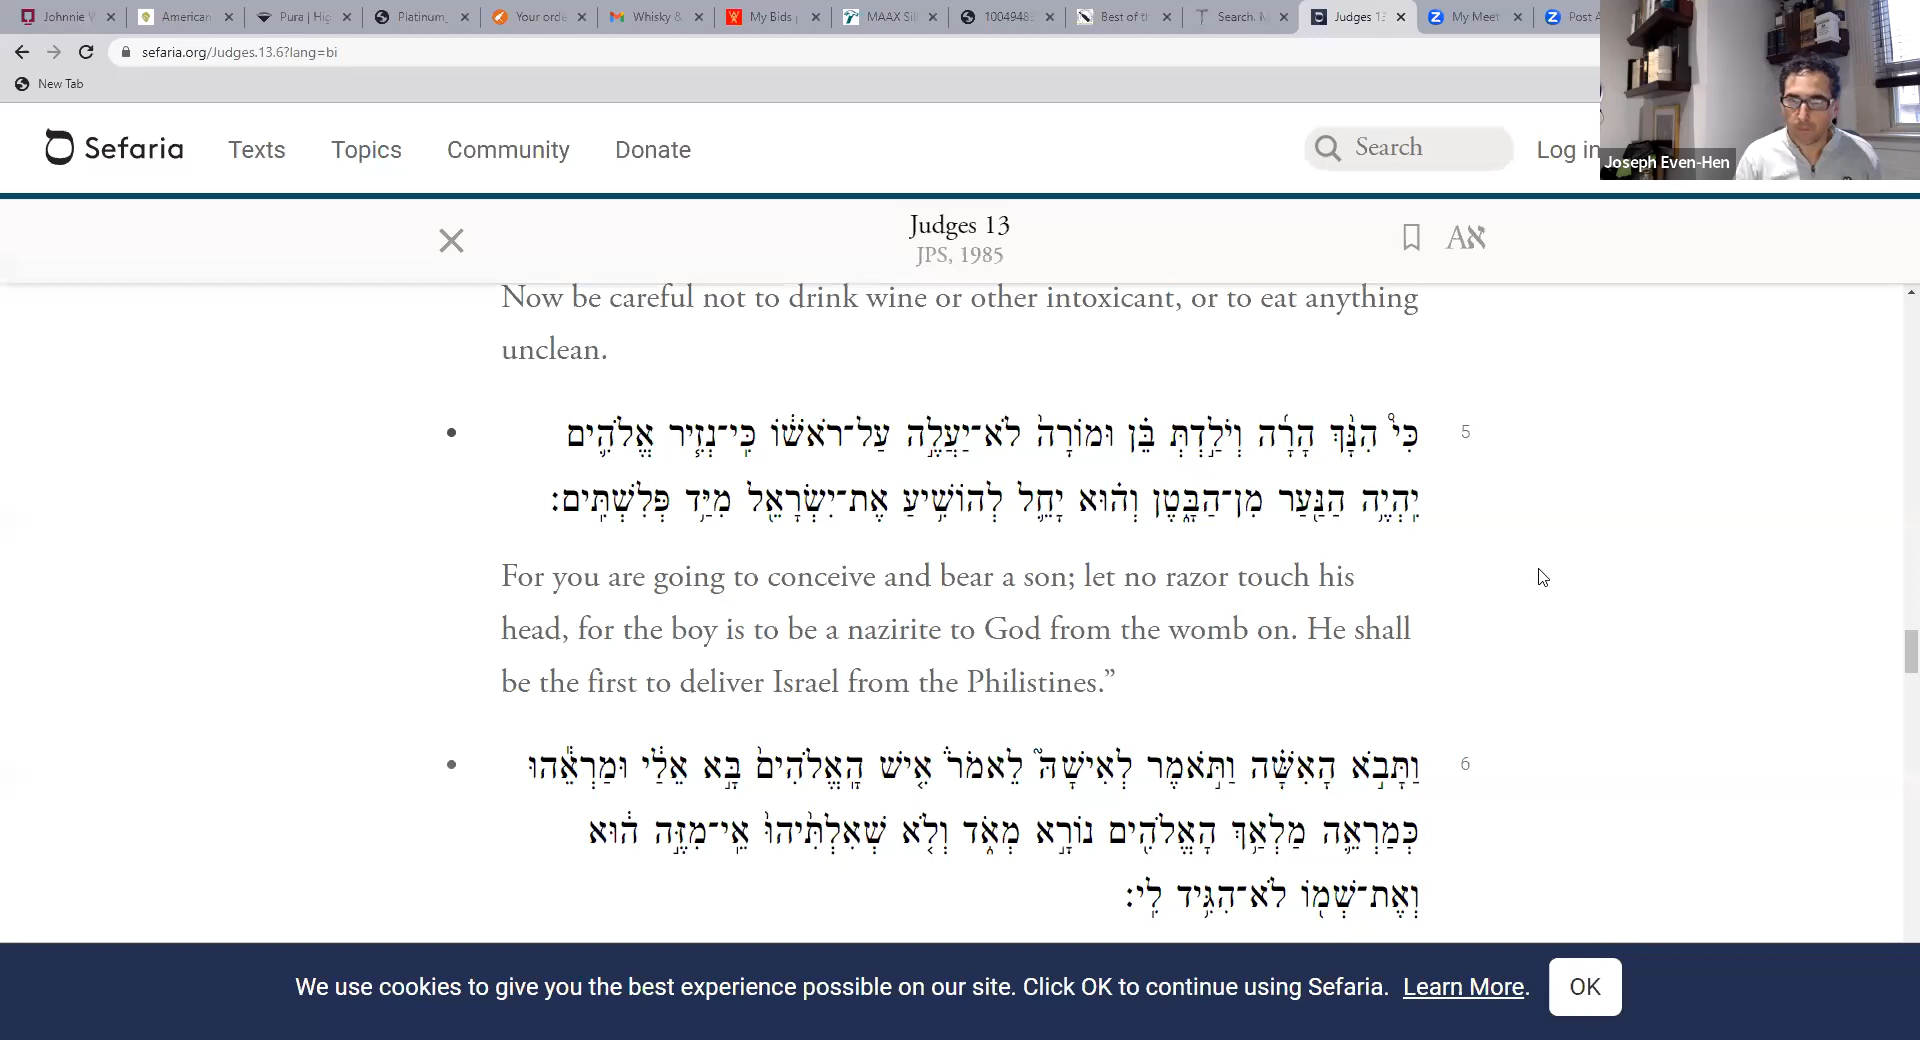 Johnnie W
American
Pura | Hig
Platinum_
Your orde
Whisky &
My Bids
MAAX Sil
1004948
Best of th
Search. M
Judges 13
My Meet
Post A
sefaria.org/Judges.13.6?lang=bi
New Tab
Sefaria
Texts
Topics
Community
Donate
Search
Log in
Joseph Even-Hen
Judges 13
JPS, 1985
Aא
Now be careful not to drink wine or other intoxicant, or to eat anything
unclean.
כִּי֩ הִנָּ֨ךְ הָרָ֜ה וְיֹלַ֣דְתְּ בֵּ֗ן וּמוֹרָה֙ לֹא־יַעֲלֶ֣ה עַל־רֹאשׁ֔וֹ כִּֽי־נְזִ֧יר אֱלֹהִ֛ים
5
יִֽהְיֶ֥ה הַנַּ֖עַר מִן־הַבָּ֑טֶן וְה֗וּא יָחֵ֛ל לְהוֹשִׁ֥יעַ אֶת־יִשְׂרָאֵ֖ל מִיַּ֥ד פְּלִשְׁתִּֽים׃
For you are going to conceive and bear a son; let no razor touch his
head, for the boy is to be a nazirite to God from the womb on. He shall
be the first to deliver Israel from the Philistines.”
וַתָּבֹ֣א הָאִשָּׁ֗ה וַתֹּ֣אמֶר לְאִישָׁהּ֮ לֵאמֹר֒ אִ֤ישׁ הָֽאֱלֹהִים֙ בָּ֣א אֵלַ֔י וּמַרְאֵ֕הוּ
6
כְּמַרְאֵ֛ה מַלְאַ֥ךְ הָאֱלֹהִ֖ים נוֹרָ֣א מְאֹ֑ד וְלֹ֤א שְׁאִלְתִּ֙יהוּ֙ אֵֽי־מִזֶּ֣ה ה֔וּא
וְאֶת־שְׁמ֖וֹ לֹא־הִגִּ֥יד לִֽי׃
We use cookies to give you the best experience possible on our site. Click OK to continue using Sefaria. Learn More.
OK